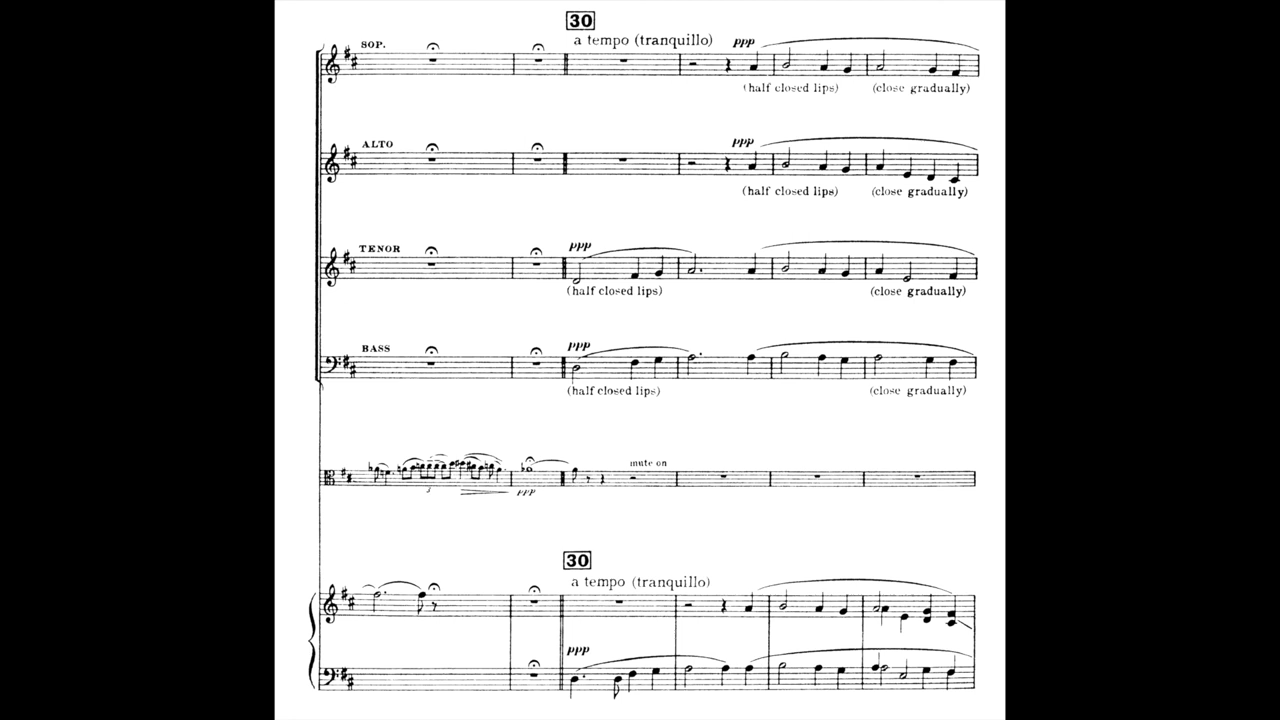 30
a tempo (tranquillo)
SOP.
ppp
(half closed lips) (close gradually)
ALTO
ppp
(half closed lips) (close gradually)
TENOR
ppp
(half closed lips) (close gradually)
BASS
ppp
(half closed lips) (close gradually)
mute on
3
ppp
30
a tempo (tranquillo)
ppp